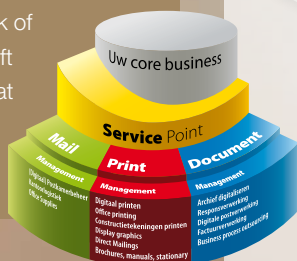 k of
ft
at
Uw core business
Service Point
Mail
Management
(Digitaal) Postkamerbeheer
Kantoorlogistiek
Office Supplies
Print
Management
Digitaal printen
Office printing
Constructietekeningen printen
Display graphics
Direct Mailings
Brochures, manuals, stationary
Document
Management
Archief digitaliseren
Responsverwerking
Digitale postverwerking
Factuurverwerking
Business process outsourcing